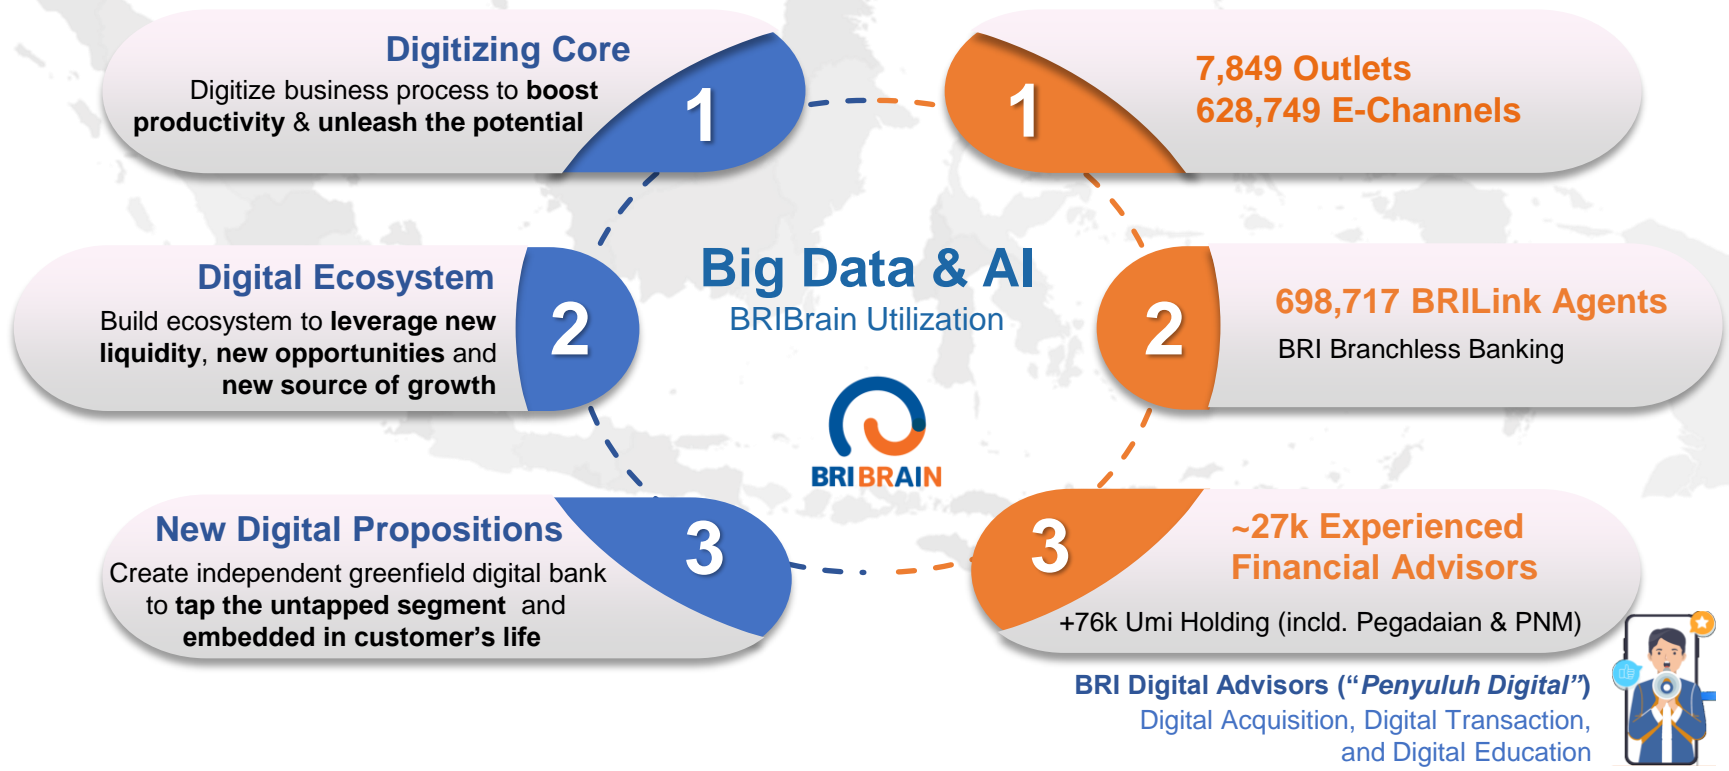 Digitizing Core
Digitize business process to boost
productivity & unleash the potential
1
Digital Ecosystem
Build ecosystem to leverage new
liquidity, new opportunities and
new source of growth
2
New Digital Propositions
Create independent greenfield digital bank
to tap the untapped segment and
embedded in customer’s life
3
Big Data & AI
BRIBrain Utilization
BRIBRAIN
1
7,849 Outlets
628,749 E-Channels
2
698,717 BRILink Agents
BRI Branchless Banking
3
~27k Experienced
Financial Advisors
+76k Umi Holding (incld. Pegadaian & PNM)
BRI Digital Advisors (“Penyuluh Digital”)
Digital Acquisition, Digital Transaction,
and Digital Education